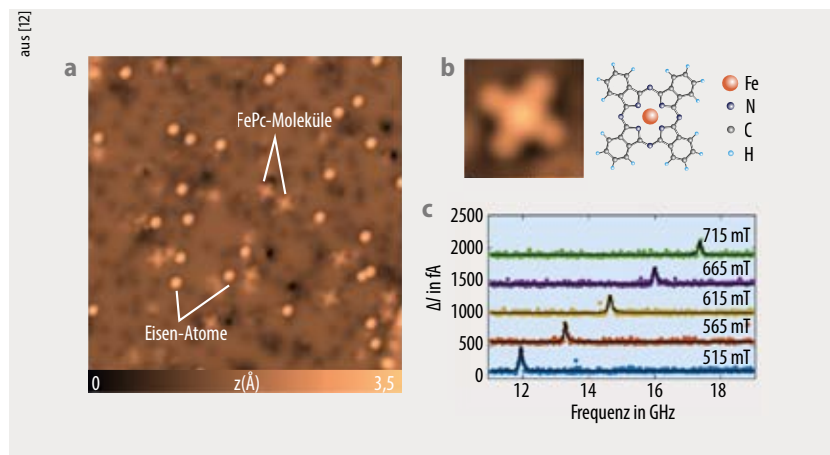 aus [12]
a
FePc-Moleküle
Eisen-Atome
0 z(Å) 3,5
b
Fe
N
C
H
c
ΔI in fA
2500
2000
1500
1000
500
0
715 mT
665 mT
615 mT
565 mT
515 mT
12 14 16 18
Frequenz in GHz